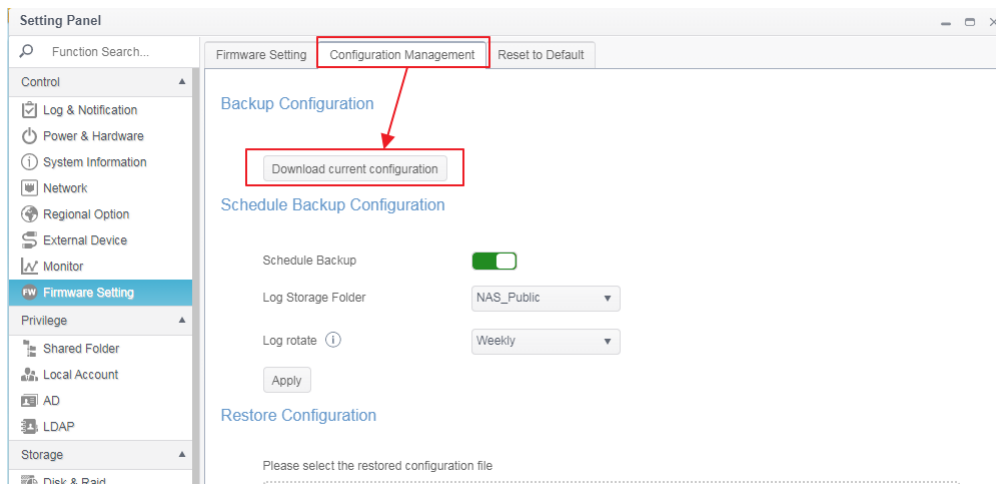 Setting Panel
Function Search...
Control
Log & Notification
Power & Hardware
System Information
Network
Regional Option
External Device
Monitor
FW Firmware Setting
Privilege
Shared Folder
Local Account
AD
LDAP
Storage
Disk & Raid
Firmware Setting Configuration Management Reset to Default
Backup Configuration
Download current configuration
Schedule Backup Configuration
Schedule Backup
Log Storage Folder NAS_Public
Log rotate Weekly
Apply
Restore Configuration
Please select the restored configuration file